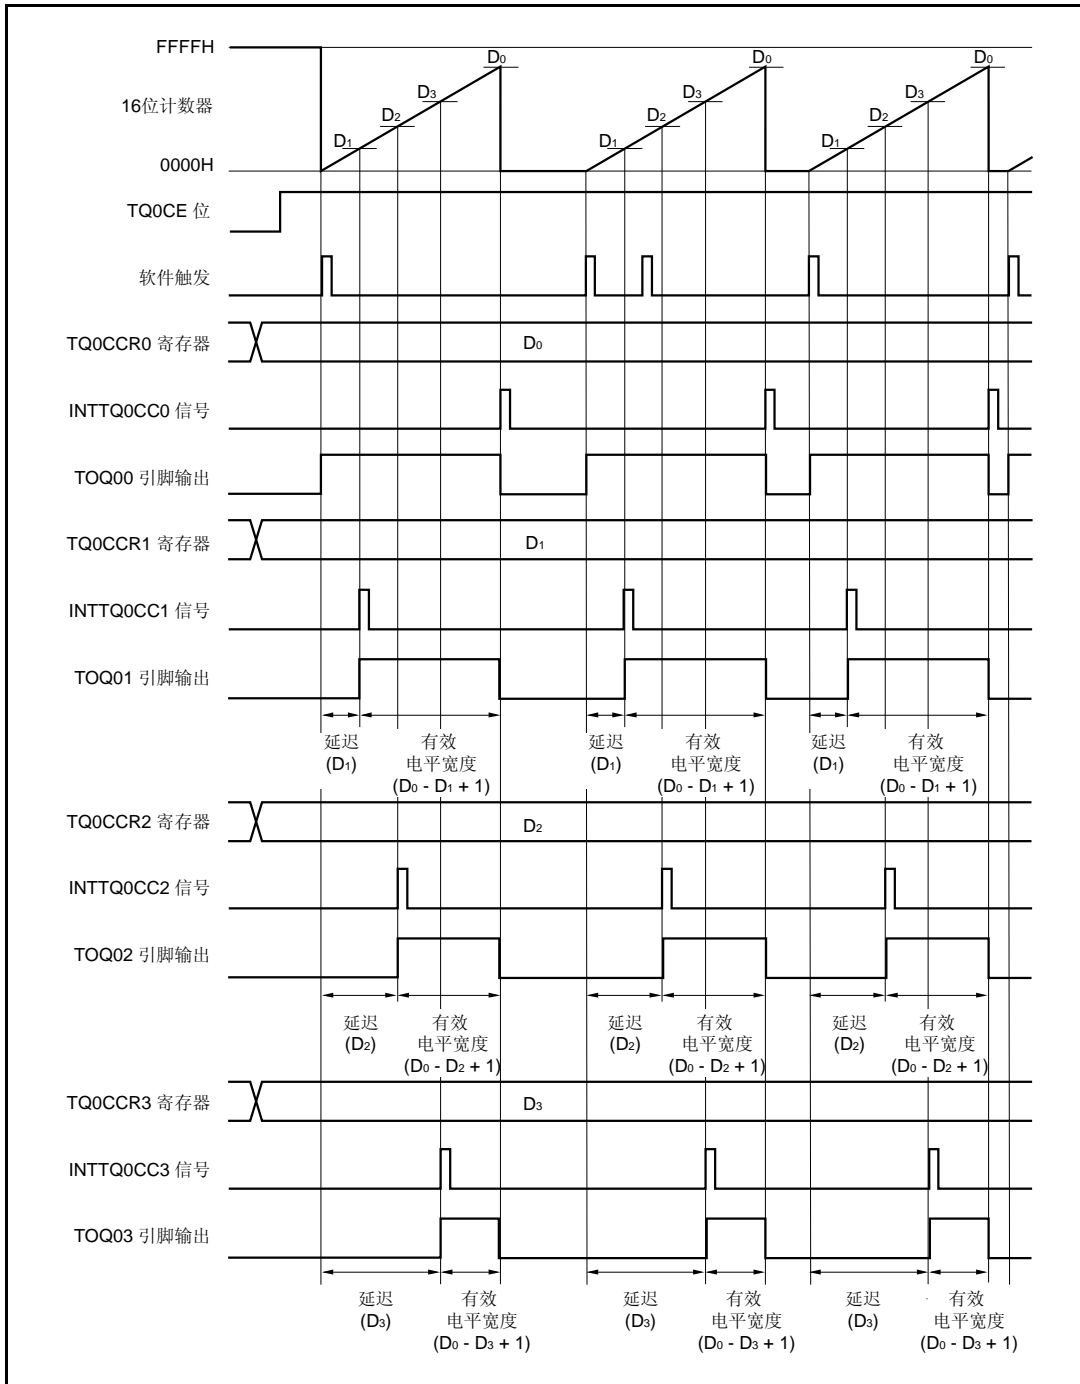 FFFFH
D₀ D₀ D₀
16位计数器
D₃ D₃ D₃
D₂ D₂ D₂
D₁ D₁ D₁
0000H
TQ0CE 位
软件触发
TQ0CCR0 寄存器 D₀
INTTQ0CC0 信号
TOQ00 引脚输出
TQ0CCR1 寄存器 D₁
INTTQ0CC1 信号
TOQ01 引脚输出
延迟 有效 延迟 有效 延迟 有效
(D₁) 电平宽度 (D₁) 电平宽度 (D₁) 电平宽度
(D₀ - D₁ + 1) (D₀ - D₁ + 1) (D₀ - D₁ + 1)
TQ0CCR2 寄存器 D₂
INTTQ0CC2 信号
TOQ02 引脚输出
延迟 有效 延迟 有效 延迟 有效
(D₂) 电平宽度 (D₂) 电平宽度 (D₂) 电平宽度
(D₀ - D₂ + 1) (D₀ - D₂ + 1) (D₀ - D₂ + 1)
TQ0CCR3 寄存器 D₃
INTTQ0CC3 信号
TOQ03 引脚输出
延迟 有效 延迟 有效 延迟 有效
(D₃) 电平宽度 (D₃) 电平宽度 (D₃) 电平宽度
(D₀ - D₃ + 1) (D₀ - D₃ + 1) (D₀ - D₃ + 1)